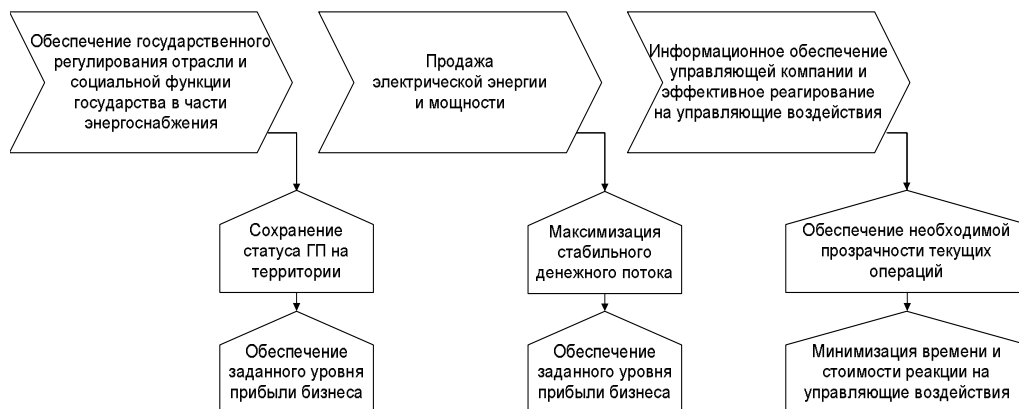 Обеспечение государственного
регулирования отрасли и
социальной функции
государства в части
энергоснабжения
Продажа
электрической энергии
и мощности
Информационное обеспечение
управляющей компании и
эффективное реагирование
на управляющие воздействия
Сохранение
статуса ГП на
территории
Максимизация
стабильного
денежного потока
Обеспечение необходимой
прозрачности текущих
операций
Обеспечение
заданного уровня
прибыли бизнеса
Обеспечение
заданного уровня
прибыли бизнеса
Минимизация времени и
стоимости реакции на
управляющие воздействия